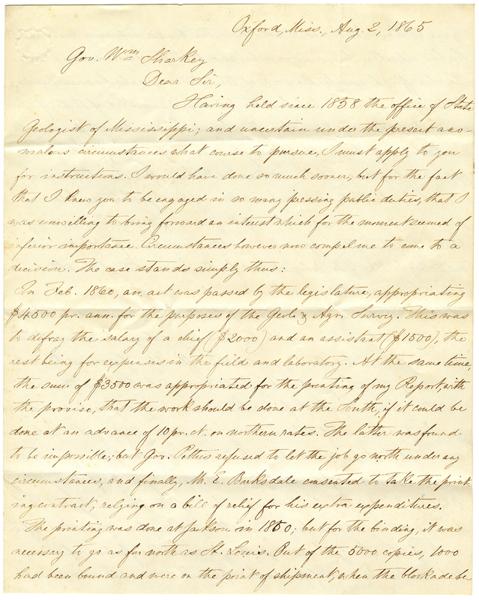 Oxford, Miss., Aug. 2, 1865
Gov. Wm Sharkey
Dear Sir,
Having held since 1858 the office of State
Geologist of Mississippi; and uncertain under the present ano-
malous circumstances what course to pursue, I must apply to you
for instructions. I would have done so much sooner, but for the fact
that I knew you to be engaged in so many pressing public duties, that I
was unwilling to bring forward an interest which for the moment seemed of
inferior importance. Circumstances however now compel me to come to a
decision. The case stands simply thus:
In Feb. 1860, an act was passed by the legislature, appropriating
$4500 pr. ann. for the purposes of the Geol. & Agr. Survey. This was
to defray the salary of a chief ($2000) and an assistant ($1500), the
rest being for expenses in the field and laboratory. At the same time,
the sum of $3500 was appropriated for the printing of my Report, with
the proviso, that the work should be done at the South, if it could be
done at an advance of 10 pr. ct. on northern rates. The latter was found
to be impossible; but Gov. Pettus refused to let the job go north under any
circumstances; and finally, Mr. E. Barksdale consented to take the print-
ing contract, relying on a bill of relief for his extra expenditures.
The printing was done at Jackson in 1860; but for the binding, it was
necessary to go as far north as St. Louis. Out of the 5000 copies, 1000
had been bound and were on the point of shipment, when the blockade be